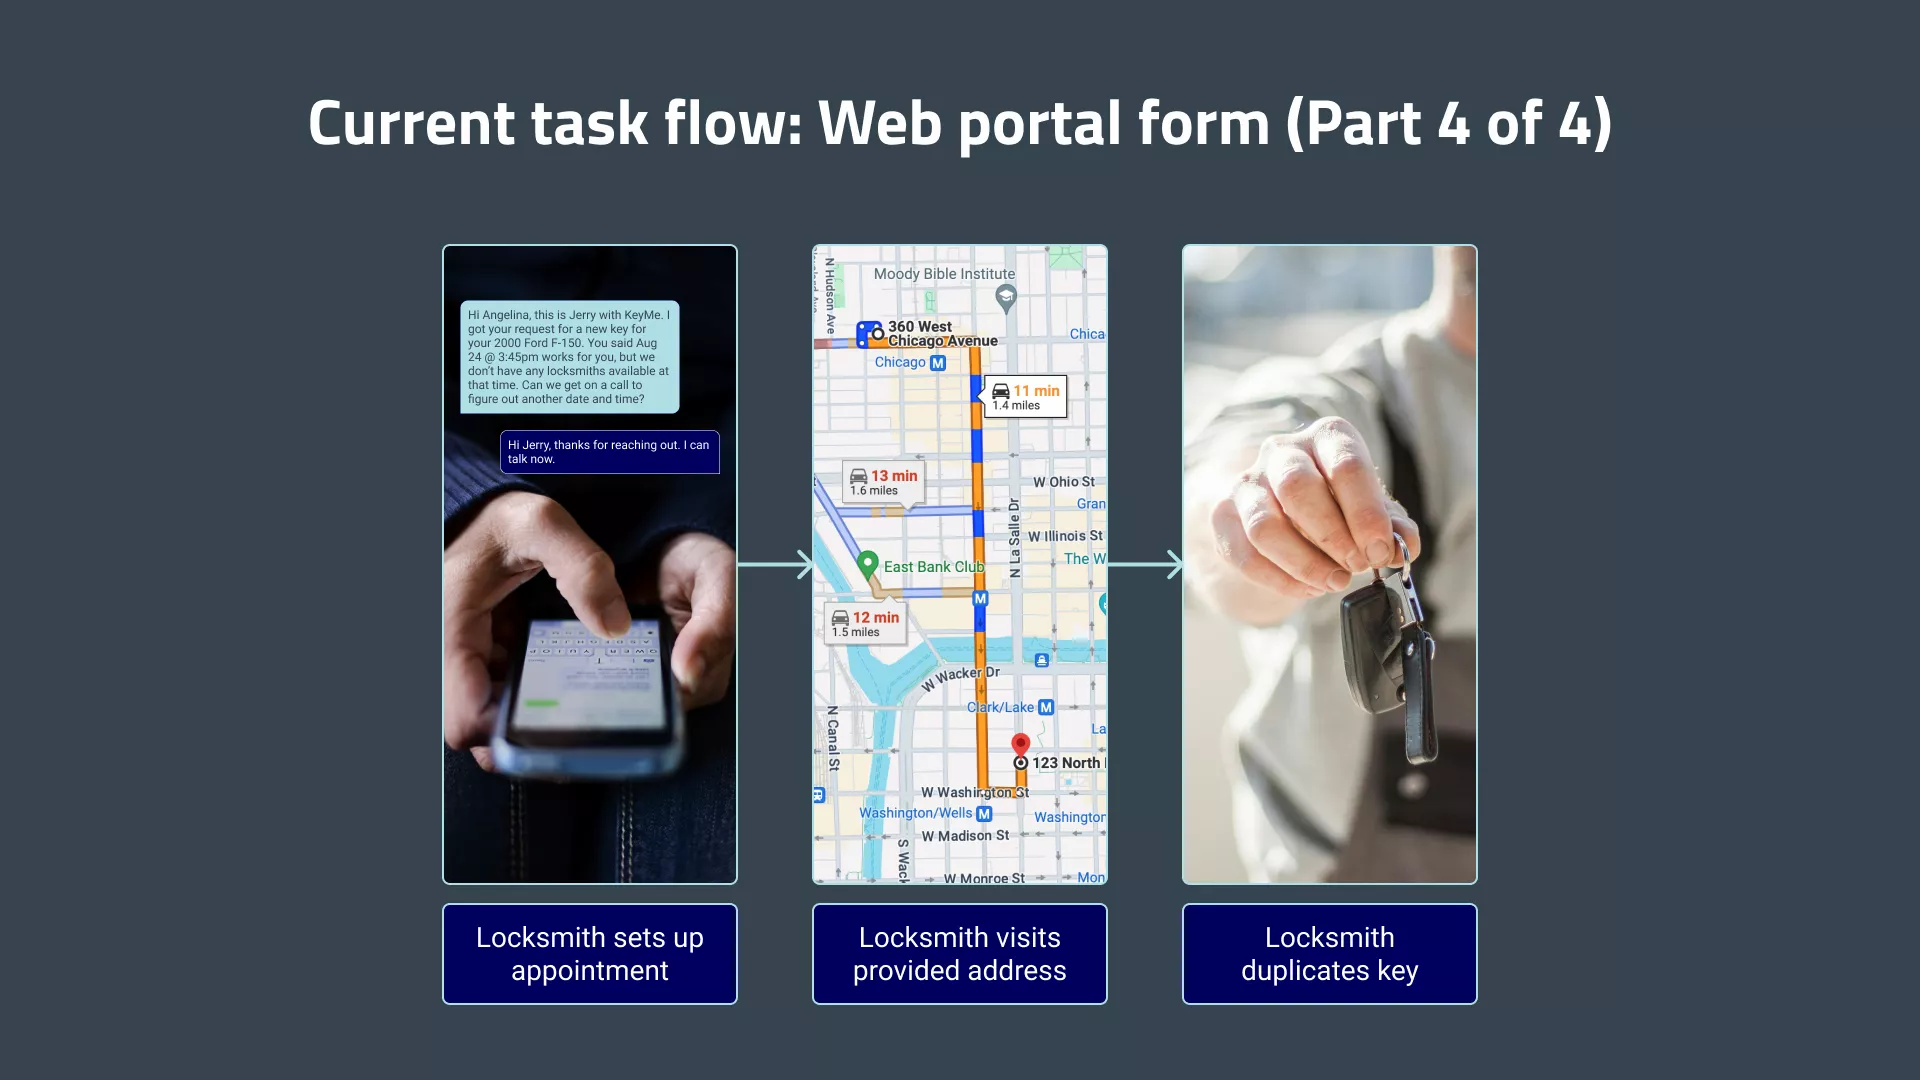 Current task flow: Web portal form (Part 4 of 4)
Hi Angelina, this is Jerry with KeyMe. I
got your request for a new key for
your 2000 Ford F-150. You said Aug
24 @ 3:45pm works for you, but we
don't have any locksmiths available at
that time. Can we get on a call to
figure out another date and time?
Hi Jerry, thanks for reaching out. I can
talk now.
N Hudson Ave
Moody Bible Institute
360 West
Chicago Avenue
Chica
Chicago M
11 min
1.4 miles
13 min
1.6 miles
W Ohio St
Gran
N La Salle Dr
W Illinois St
The W
East Bank Club
M
12 min
1.5 miles
W Wacker Dr
Clark/Lake M
La
N Canal St
123 North
W Washington St
Washington/Wells M
Washington
W Madison St
S Wack
W Monroe St
Mon
Locksmith sets up
appointment
Locksmith visits
provided address
Locksmith
duplicates key